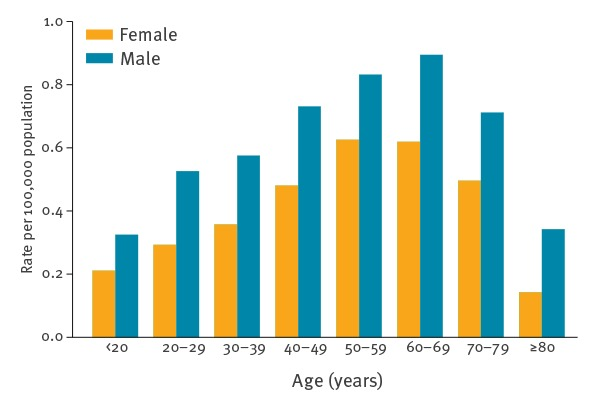 1.0
Female
Male
0.8
0.6
0.4
0.2
0.0
Rate per 100,000 population
<20 20–29 30–39 40–49 50–59 60–69 70–79 ≥80
Age (years)